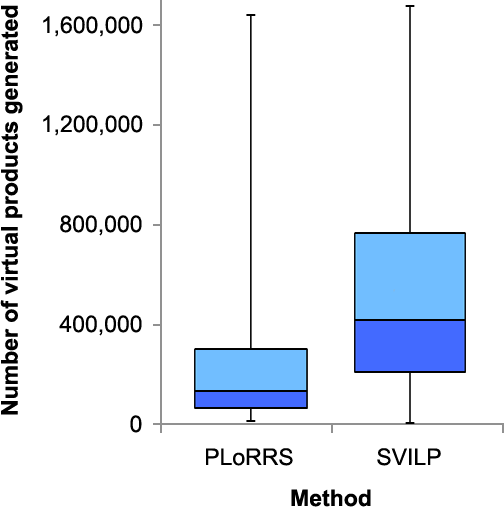 Number of virtual products generated
1,600,000
1,200,000
800,000
400,000
0
PLoRRS
SVILP
Method